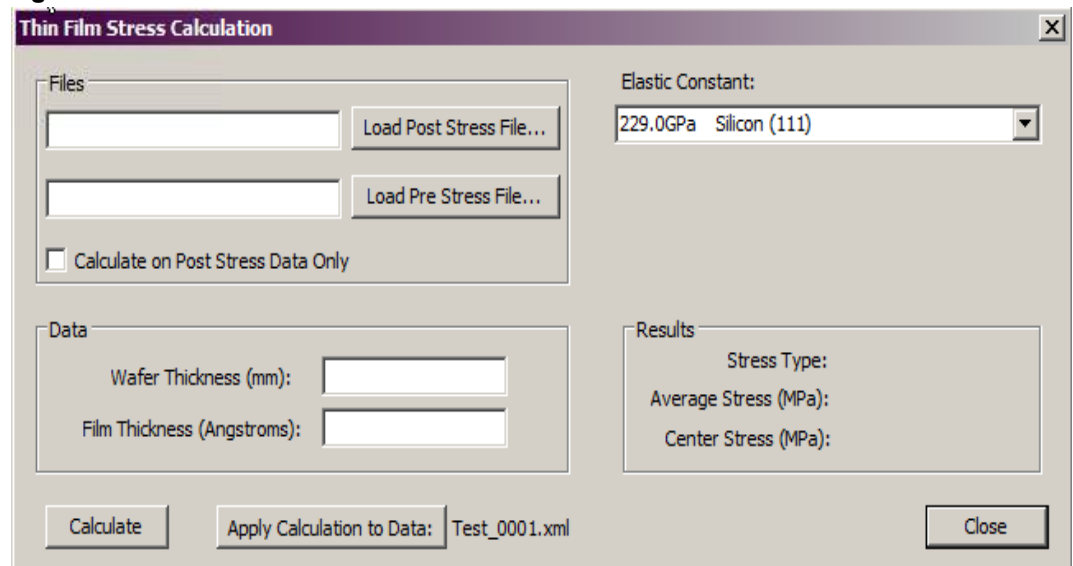 Thin Film Stress Calculation
Files
Load Post Stress File...
Load Pre Stress File...
Calculate on Post Stress Data Only
Elastic Constant:
229.0GPa Silicon (111)
Data
Wafer Thickness (mm):
Film Thickness (Angstroms):
Results
Stress Type:
Average Stress (MPa):
Center Stress (MPa):
Calculate
Apply Calculation to Data:
Test_0001.xml
Close